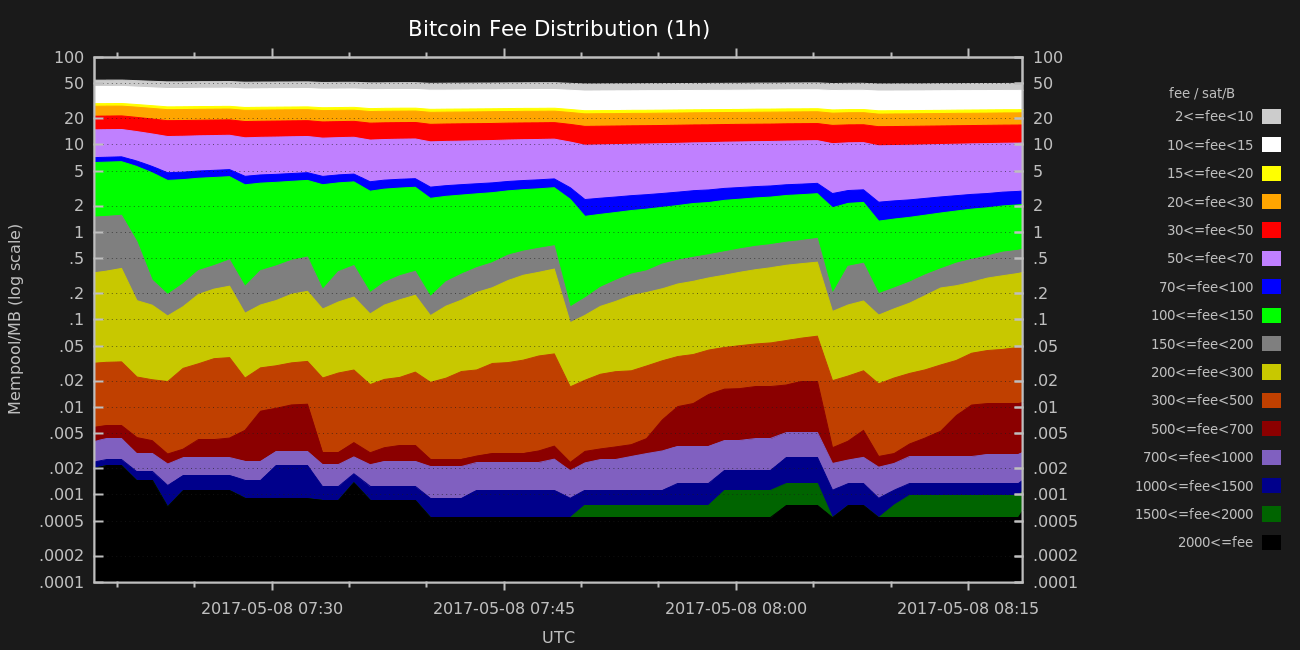 Bitcoin Fee Distribution (1h)
Mempool/MB (log scale)
100
50
20
10
5
2
1
.5
.2
.1
.05
.02
.01
.005
.002
.001
.0005
.0002
.0001
100
50
20
10
5
2
1
.5
.2
.1
.05
.02
.01
.005
.002
.001
.0005
.0002
.0001
2017-05-08 07:30 2017-05-08 07:45 2017-05-08 08:00 2017-05-08 08:15
UTC
fee / sat/B
2<=fee<10
10<=fee<15
15<=fee<20
20<=fee<30
30<=fee<50
50<=fee<70
70<=fee<100
100<=fee<150
150<=fee<200
200<=fee<300
300<=fee<500
500<=fee<700
700<=fee<1000
1000<=fee<1500
1500<=fee<2000
2000<=fee